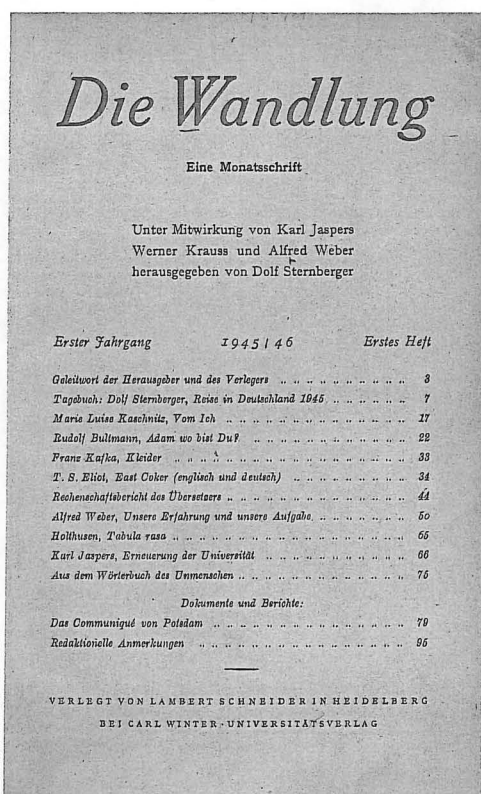 Die Wandlung
Eine Monatsschrift
Unter Mitwirkung von Karl Jaspers
Werner Krauss und Alfred Weber
herausgegeben von Dolf Sternberger
Erster Jahrgang 1945/46 Erstes Heft
Geleitwort der Herausgeber und des Verlegers .. .. .. .. .. .. .. .. .. 3
Tagebuch: Dolf Sternberger, Reise in Deutschland 1945 .. .. .. .. .. .. 7
Marie Luise Kaschnitz, Vom Ich .. .. .. .. .. .. .. .. .. .. .. 17
Rudolf Bultmann, Adam wo bist Du? .. .. .. .. .. .. .. .. .. .. 22
Franz Kafka, Kleider .. .. .. .. .. .. .. .. .. .. .. .. .. 33
T. S. Eliot, East Coker (englisch und deutsch) .. .. .. .. .. .. .. .. 34
Rechenschaftsbericht des Übersetzers .. .. .. .. .. .. .. .. .. .. 44
Alfred Weber, Unsere Erfahrung und unsere Aufgabe .. .. .. .. .. .. .. 50
Holthusen, Tabula rasa .. .. .. .. .. .. .. .. .. .. .. .. .. 65
Karl Jaspers, Erneuerung der Universität .. .. .. .. .. .. .. .. .. 66
Aus dem Wörterbuch des Unmenschen .. .. .. .. .. .. .. .. .. .. 75
Dokumente und Berichte:
Das Communiqué von Potsdam .. .. .. .. .. .. .. .. .. .. .. 79
Redaktionelle Anmerkungen .. .. .. .. .. .. .. .. .. .. .. .. 95
VERLEGT VON LAMBERT SCHNEIDER IN HEIDELBERG
BEI CARL WINTER · UNIVERSITÄTSVERLAG